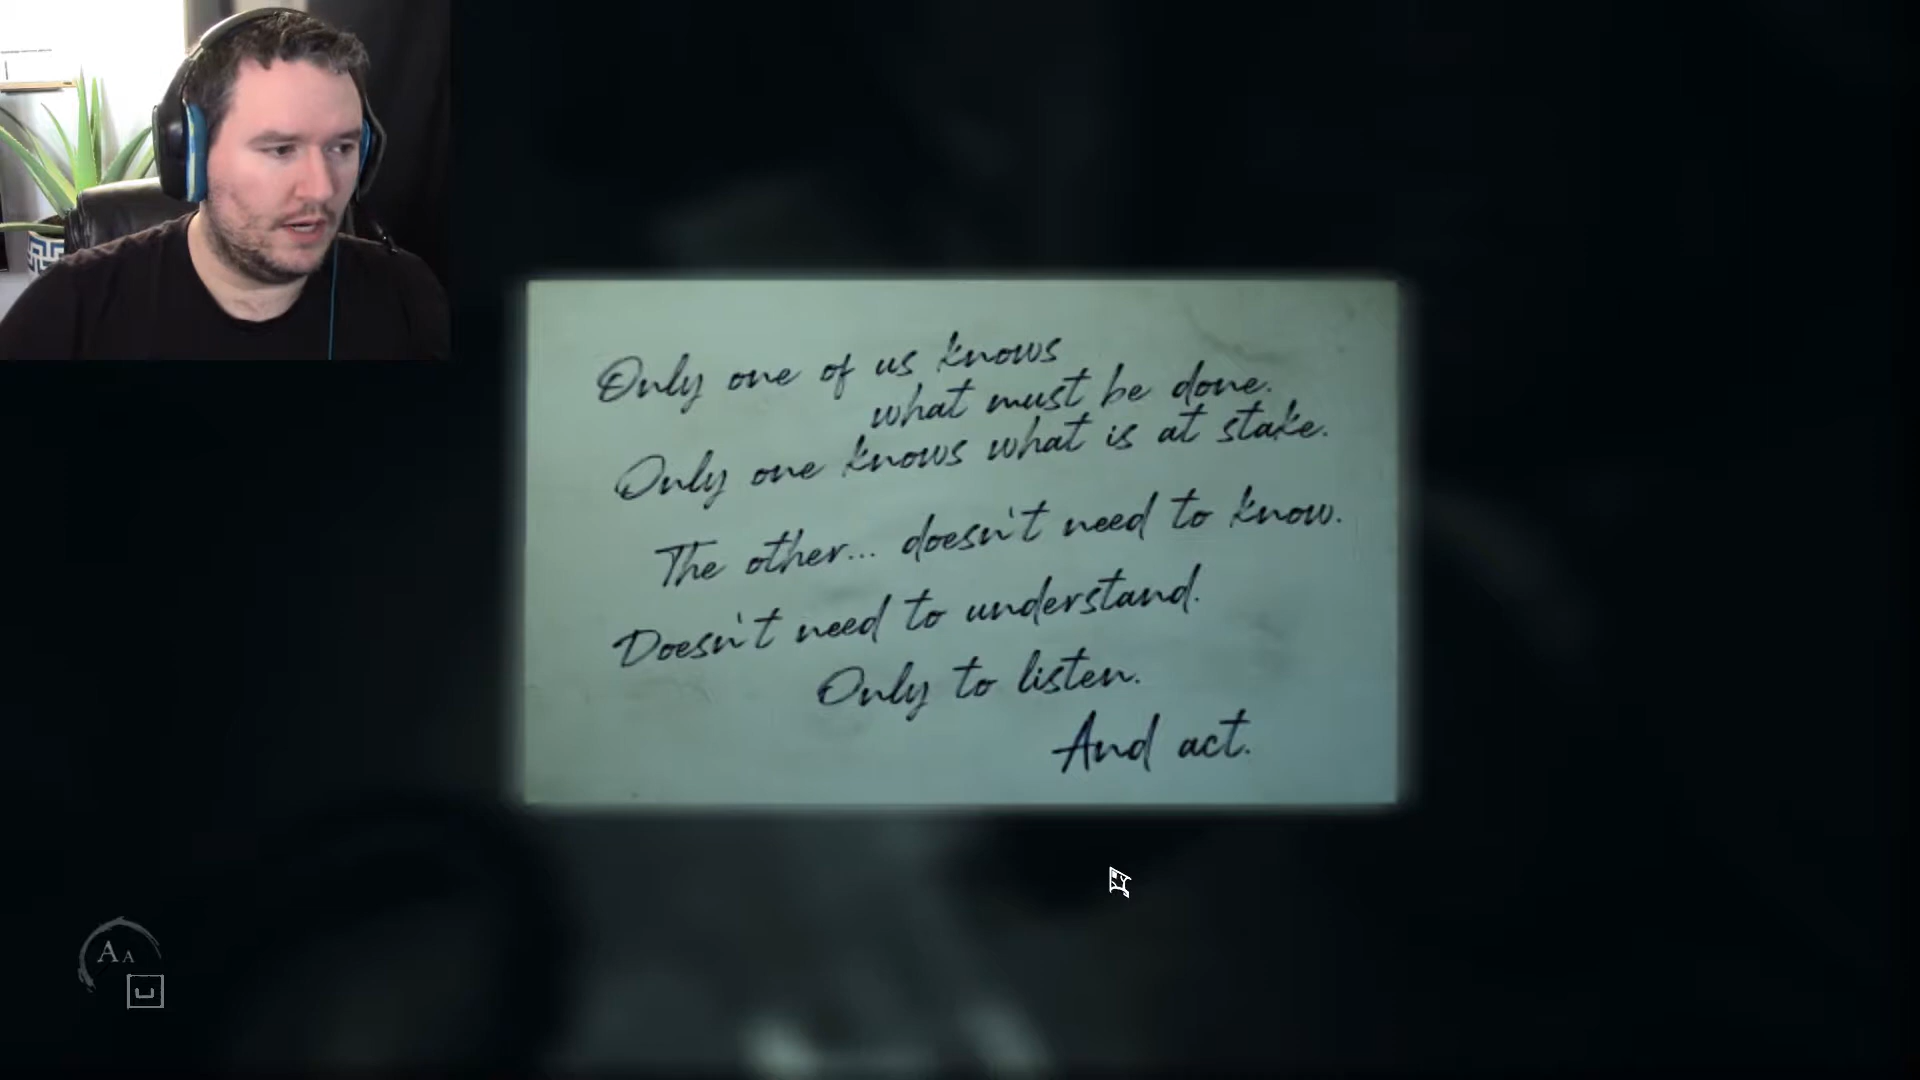 Only one of us knows
what must be done.
Only one knows what is at stake.
The other... doesn't need to know.
Doesn't need to understand.
Only to listen.
And act.
A A